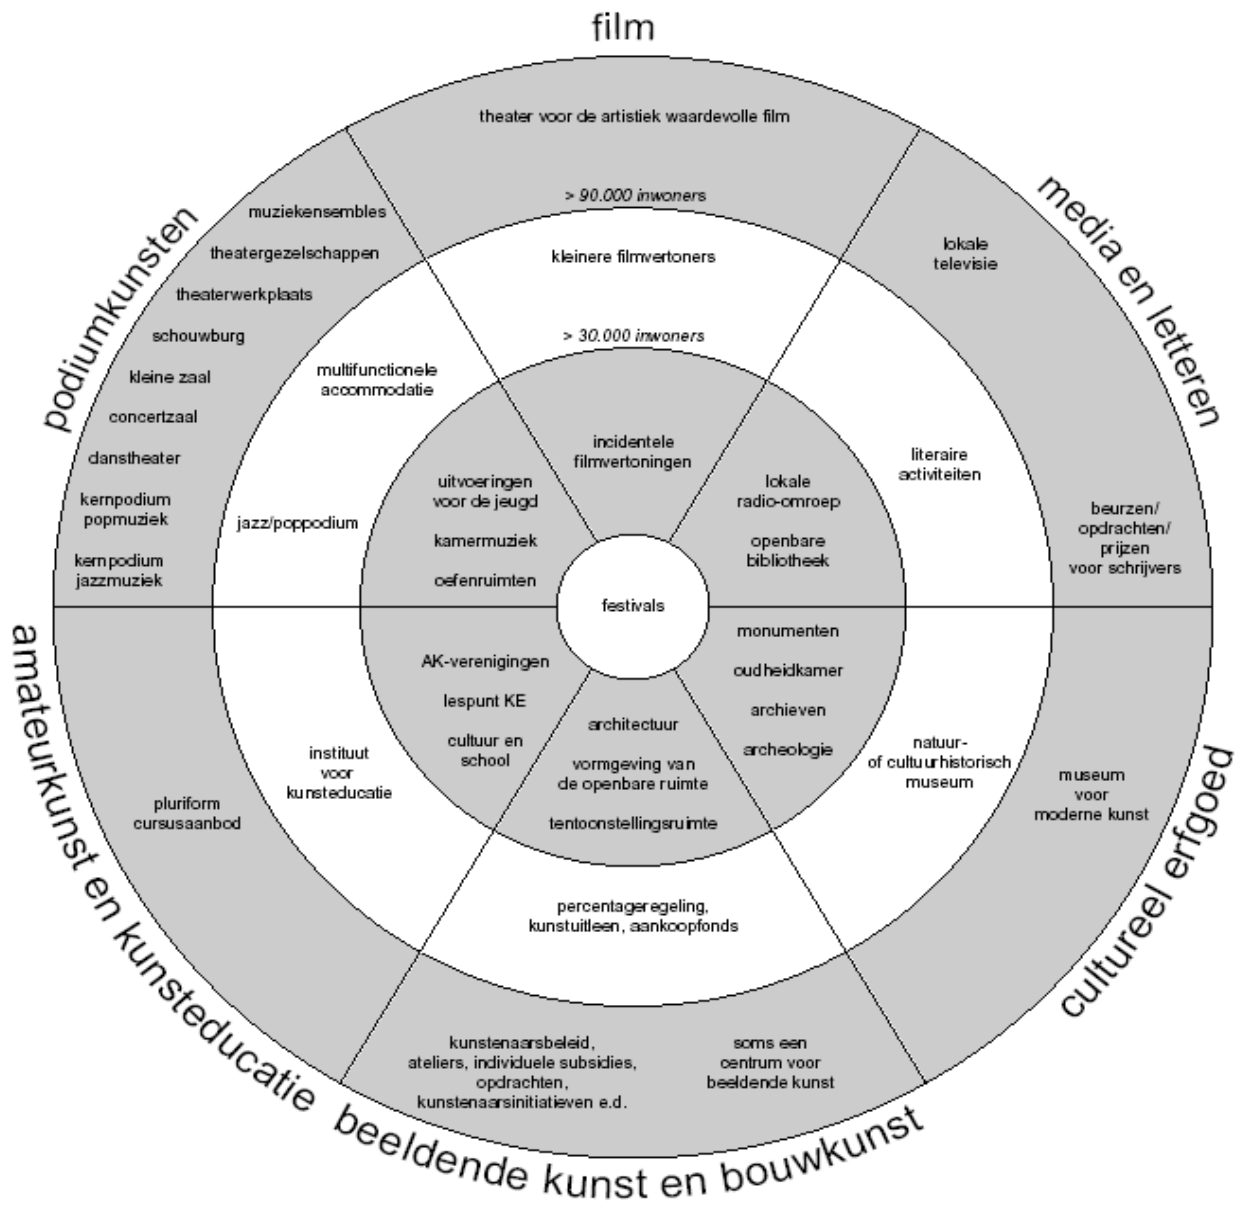 film
theater voor de artistiek waardevolle film
> 90.000 inwoners
kleinere filmvertoners
> 30.000 inwoners
incidentele
filmvertoningen
media en letteren
lokale
televisie
beurzen/
opdrachten/
prijzen
voor schrijvers
literaire
activiteiten
lokale
radio-omroep
openbare
bibliotheek
cultureel erfgoed
monumenten
oudheidkamer
archieven
archeologie
natuur-
of cultuurhistorisch
museum
museum
voor
moderne kunst
beeldende kunst en bouwkunst
architectuur
vormgeving van
de openbare ruimte
tentoonstellingsruimte
percentageregeling,
kunstuitleen, aankoopfonds
kunstenaarsbeleid,
ateliers, individuele subsidies,
opdrachten,
kunstenaarsinitiatieven e.d.
soms een
centrum voor
beeldende kunst
amateurkunst en kunsteducatie
AK-verenigingen
lespunt KE
cultuur en
school
instituut
voor
kunsteducatie
pluriform
cursusaanbod
podiumkunsten
muziekensembles
theatergezelschappen
theaterwerkplaats
schouwburg
kleine zaal
concertzaal
danstheater
kernpodium
popmuziek
kernpodium
jazzmuziek
multifunctionele
accommodatie
jazz/poppodium
uitvoeringen
voor de jeugd
kamermuziek
oefenruimten
festivals